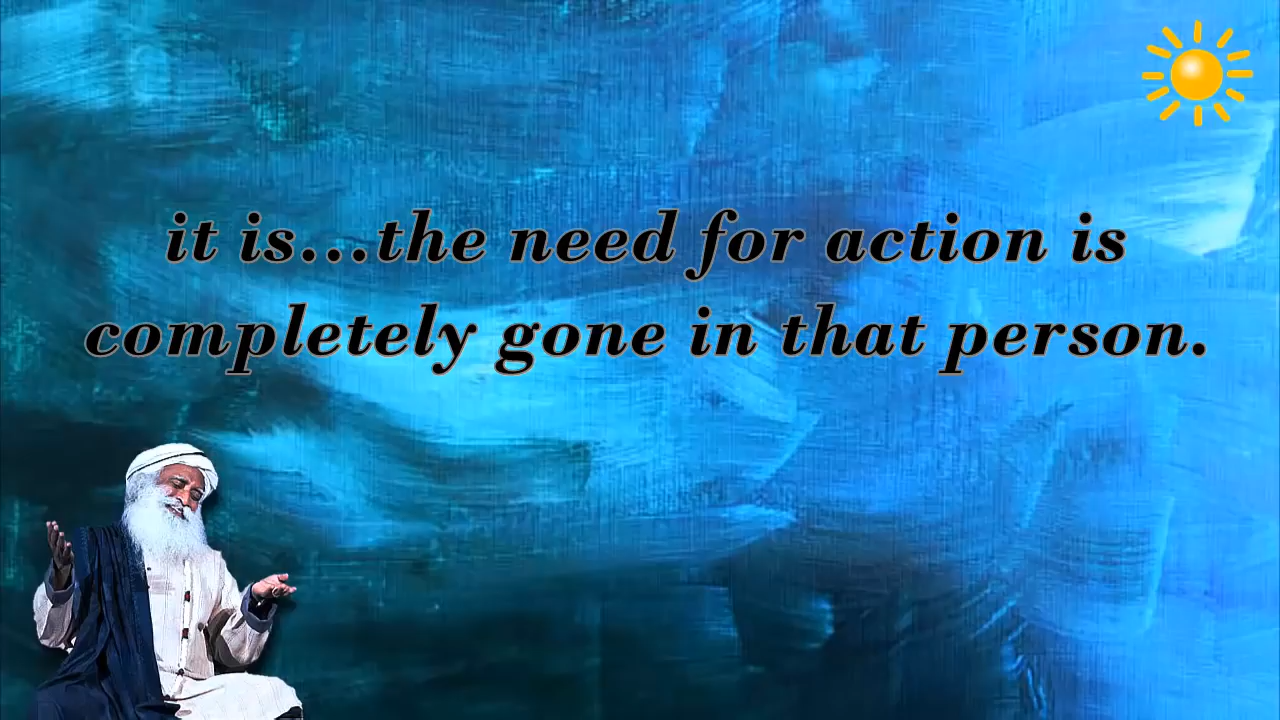 it is...the need for action is
completely gone in that person.